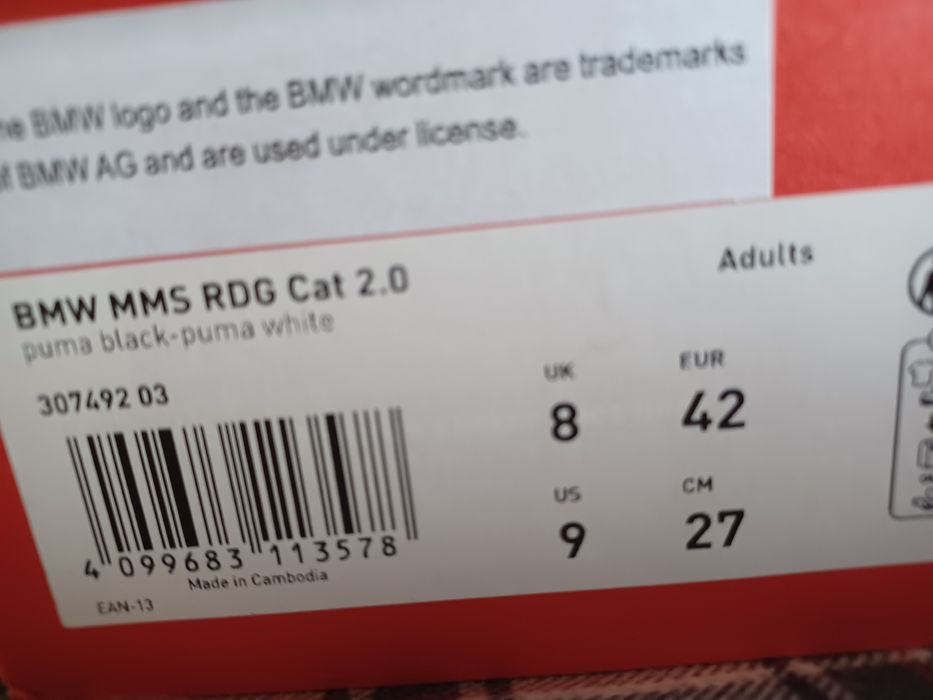 he BMW logo and the BMW wordmark are trademarks
of BMW AG and are used under license.
Adults
BMW MMS RDG Cat 2.0
puma black-puma white
307492 03
UK
EUR
8
42
US
CM
9
27
4 099683 113578
Made in Cambodia
EAN-13